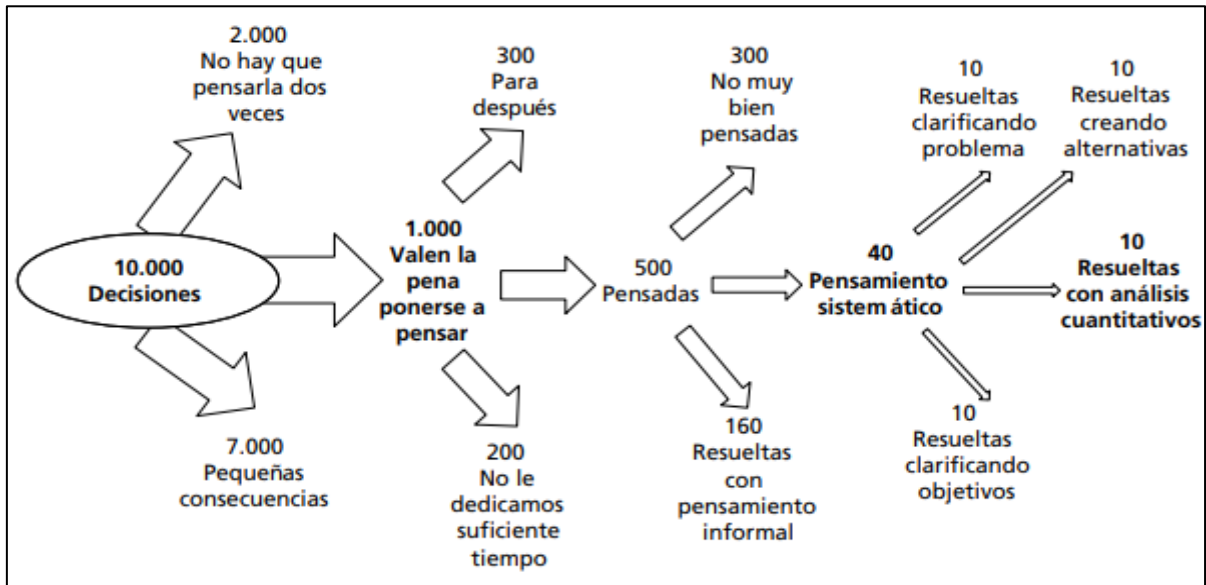 2.000
No hay que
pensarla dos
veces
10.000
Decisiones
7.000
Pequeñas
consecuencias
300
Para
después
1.000
Valen la
pena
ponerse a
pensar
200
No le
dedicamos
suficiente
tiempo
300
No muy
bien
pensadas
500
Pensadas
160
Resueltas
con
pensamiento
informal
10
Resueltas
clarificando
problema
40
Pensamiento
sistemático
10
Resueltas
clarificando
objetivos
10
Resueltas
creando
alternativas
10
Resueltas
con análisis
cuantitativos